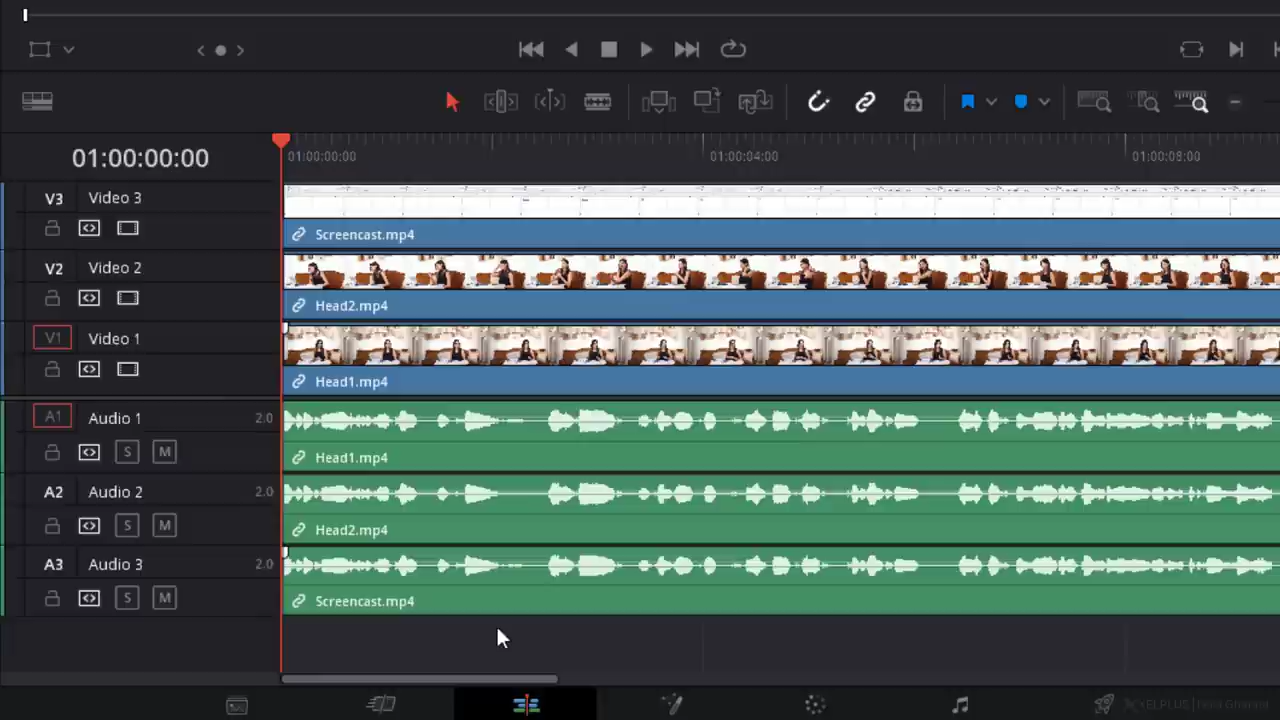 01:00:00:00
01:00:00:00 01:00:04:00 01:00:08:00
V3 Video 3
Screencast.mp4
V2 Video 2
Head2.mp4
V1 Video 1
Head1.mp4
A1 Audio 1 2.0
S M
Head1.mp4
A2 Audio 2 2.0
S M
Head2.mp4
A3 Audio 3 2.0
S M
Screencast.mp4